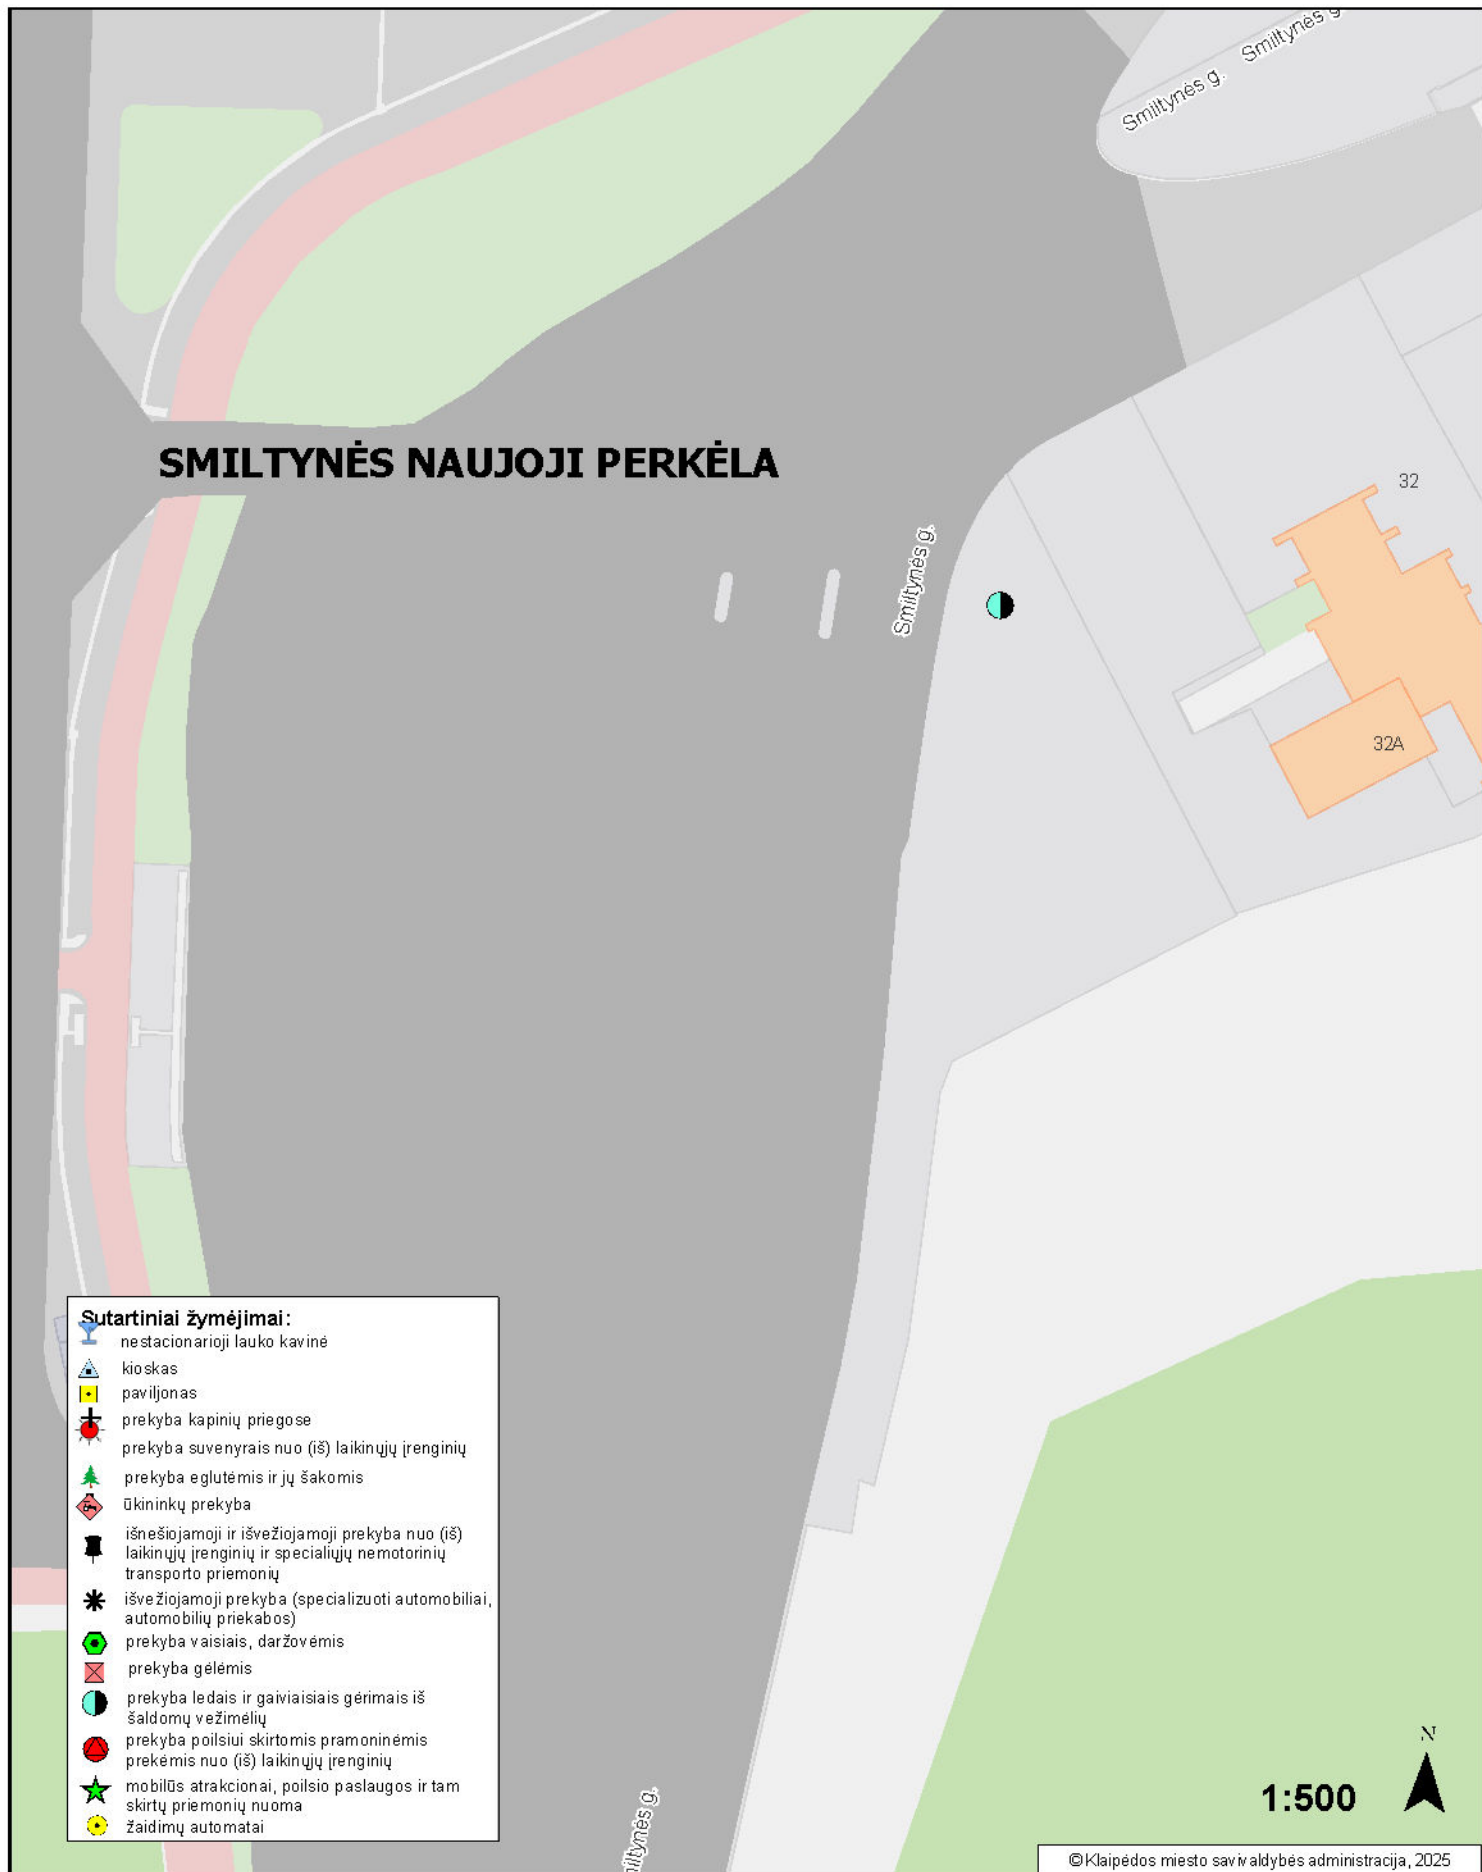 Smiltynės g.
Smiltynės g.
SMILTYNĖS NAUJOJI PERKĖLA
32
Smiltynės g.
32A
Sutartiniai žymėjimai:
nestacionarioji lauko kavinė
kioskas
paviljonas
prekyba kapinių priegose
prekyba suvenyrais nuo (iš) laikinųjų įrenginių
prekyba eglutėmis ir jų šakomis
ūkininkų prekyba
išnešiojamoji ir išvežiojamoji prekyba nuo (iš)
laikinųjų įrenginių ir specialiųjų nemotorinių
transporto priemonių
išvežiojamoji prekyba (specializuoti automobiliai,
automobilių priekabos)
prekyba vaisiais, daržovėmis
prekyba gėlėmis
prekyba ledais ir gaiviaisiais gėrimais iš
šaldomų vežimėlių
prekyba poilsiui skirtomis pramoninėmis
prekėmis nuo (iš) laikinųjų įrenginių
mobilūs atrakcionai, poilsio paslaugos ir tam
skirtų priemonių nuoma
žaidimų automatai
miltynės g.
N
1:500
©Klaipėdos miesto savivaldybės administracija, 2025